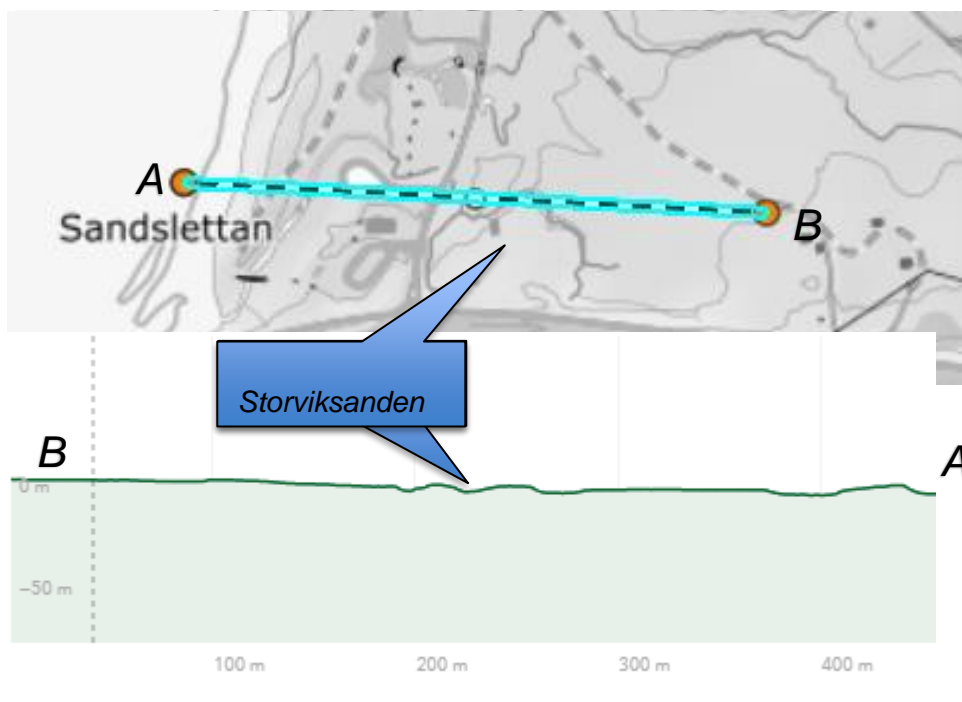 A
Sandslettan
B
Storviksanden
B
A
0 m
−50 m
100 m
200 m
300 m
400 m